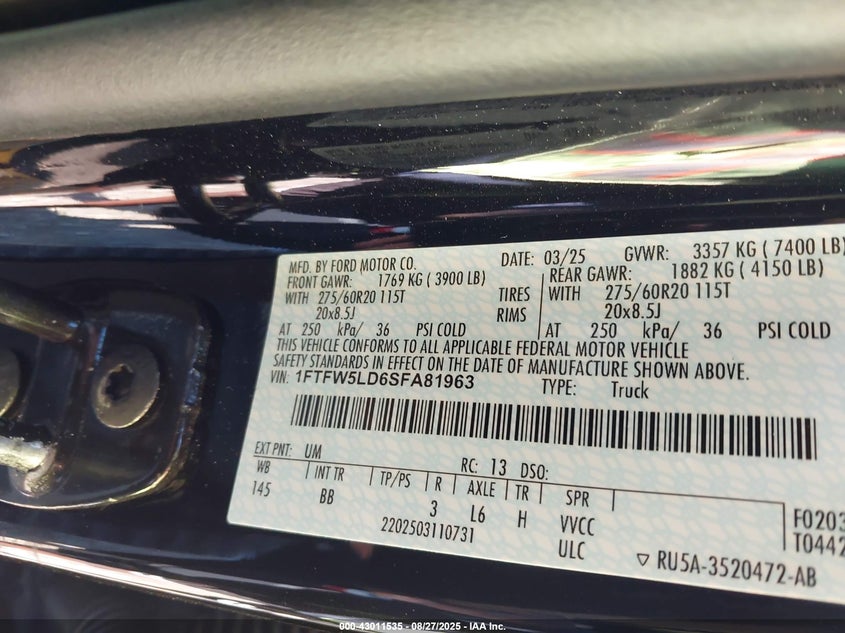 MFD. BY FORD MOTOR CO. DATE: 03/25 GVWR: 3357 KG ( 7400 LB)
FRONT GAWR: 1769 KG ( 3900 LB) REAR GAWR: 1882 KG ( 4150 LB)
WITH 275/60R20 115T TIRES WITH 275/60R20 115T
20x8.5J RIMS 20x8.5J
AT 250 kPa/ 36 PSI COLD AT 250 kPa/ 36 PSI COLD
THIS VEHICLE CONFORMS TO ALL APPLICABLE FEDERAL MOTOR VEHICLE
SAFETY STANDARDS IN EFFECT ON THE DATE OF MANUFACTURE SHOWN ABOVE.
VIN: 1FTFW5LD6SFA81963 TYPE: Truck
EXT PNT: UM RC: 13 DSO:
WB INT TR TP/PS R AXLE TR SPR
145 BB 3 L6 H VVCC F0203
2202503110731 ULC T0442
RU5A-3520472-AB
000-43011535 - 08/27/2025 - IAA Inc.